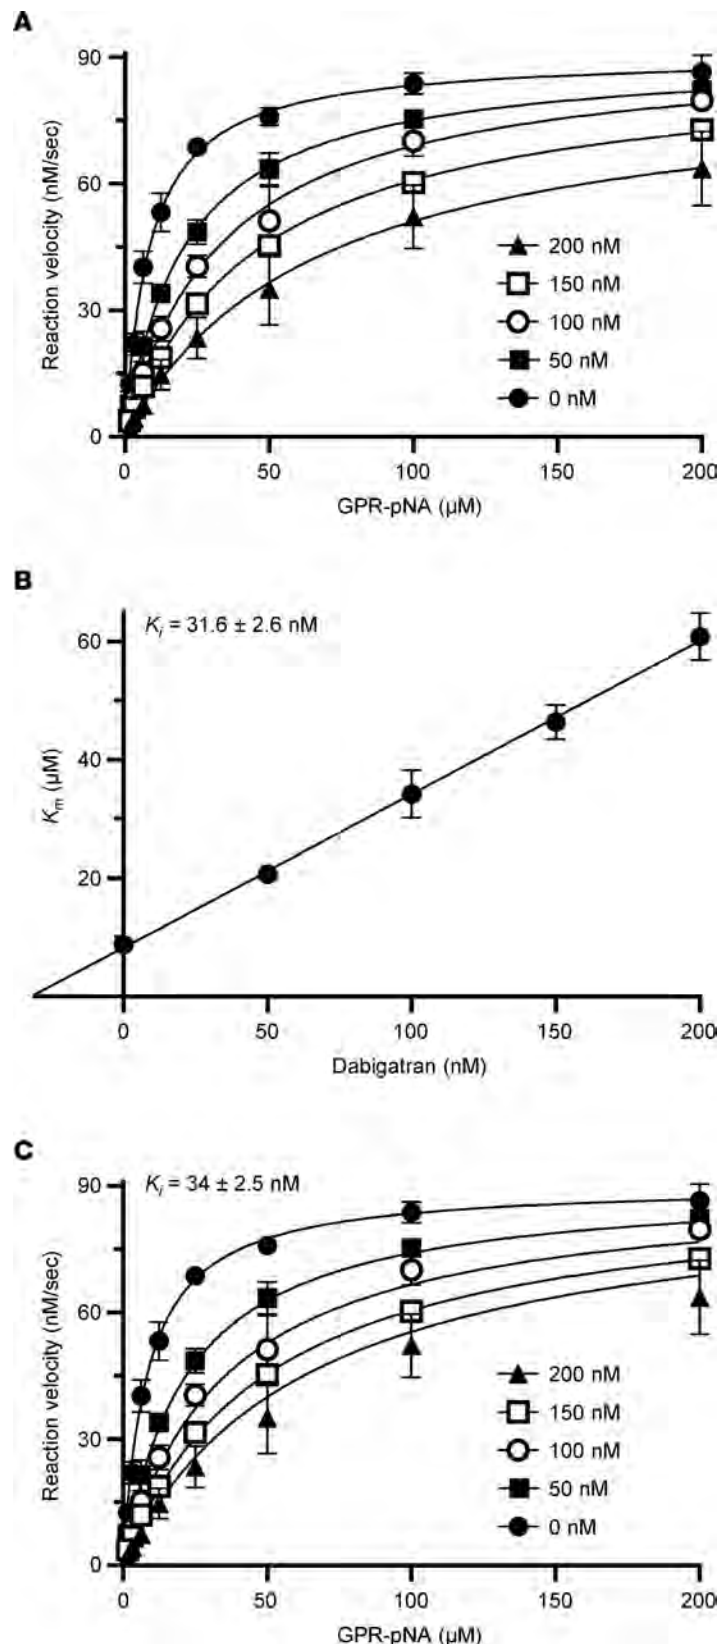 A
90
60
30
0
Reaction velocity (nM/sec)
200 nM
150 nM
100 nM
50 nM
0 nM
0 50 100 150 200
GPR-pNA (µM)
B
Ki = 31.6 ± 2.6 nM
60
40
20
Km (µM)
0 50 100 150 200
Dabigatran (nM)
C
Ki = 34 ± 2.5 nM
90
60
30
0
Reaction velocity (nM/sec)
200 nM
150 nM
100 nM
50 nM
0 nM
0 50 100 150 200
GPR-pNA (µM)